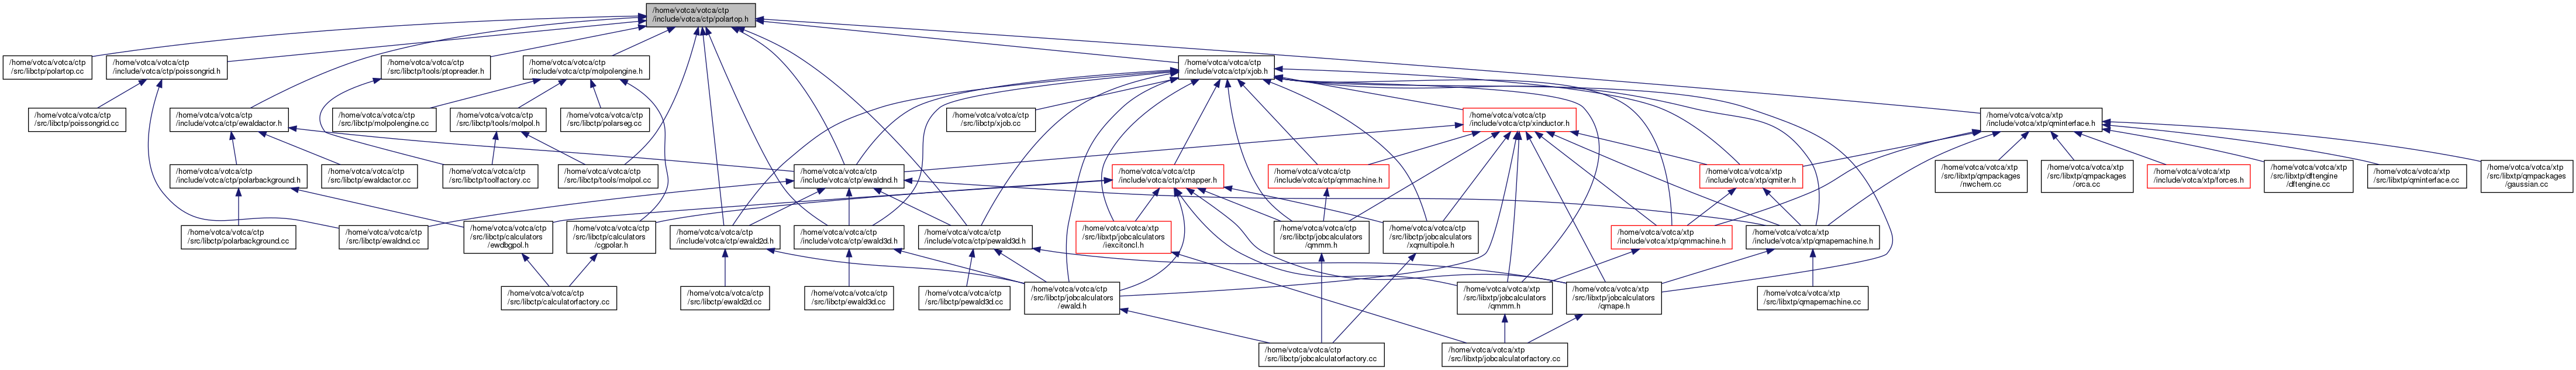 /home/votca/votca/ctp
/include/votca/ctp/polartop.h
/home/votca/votca/ctp
/src/libctp/polartop.cc
/home/votca/votca/ctp
/include/votca/ctp/poissongrid.h
/home/votca/votca/ctp
/src/libctp/tools/ptopreader.h
/home/votca/votca/ctp
/include/votca/ctp/molpolengine.h
/home/votca/votca/ctp
/include/votca/ctp/xjob.h
/home/votca/votca/ctp
/src/libctp/poissongrid.cc
/home/votca/votca/ctp
/include/votca/ctp/ewaldactor.h
/home/votca/votca/ctp
/src/libctp/molpolengine.cc
/home/votca/votca/ctp
/src/libctp/tools/molpol.h
/home/votca/votca/ctp
/src/libctp/polarseg.cc
/home/votca/votca/ctp
/src/libctp/xjob.cc
/home/votca/votca/ctp
/include/votca/ctp/xinductor.h
/home/votca/votca/xtp
/include/votca/xtp/qminterface.h
/home/votca/votca/ctp
/include/votca/ctp/polarbackground.h
/home/votca/votca/ctp
/src/libctp/ewaldactor.cc
/home/votca/votca/ctp
/src/libctp/toolfactory.cc
/home/votca/votca/ctp
/src/libctp/tools/molpol.cc
/home/votca/votca/ctp
/include/votca/ctp/ewaldnd.h
/home/votca/votca/ctp
/include/votca/ctp/xmapper.h
/home/votca/votca/ctp
/include/votca/ctp/qmmachine.h
/home/votca/votca/xtp
/include/votca/xtp/qmiter.h
/home/votca/votca/xtp
/src/libxtp/qmpackages
/nwchem.cc
/home/votca/votca/xtp
/src/libxtp/qmpackages
/orca.cc
/home/votca/votca/xtp
/include/votca/xtp/forces.h
/home/votca/votca/xtp
/src/libxtp/dftengine
/dftengine.cc
/home/votca/votca/xtp
/src/libxtp/qminterface.cc
/home/votca/votca/xtp
/src/libxtp/qmpackages
/gaussian.cc
/home/votca/votca/ctp
/src/libctp/polarbackground.cc
/home/votca/votca/ctp
/src/libctp/ewaldnd.cc
/home/votca/votca/ctp
/src/libctp/calculators
/ewdbgpol.h
/home/votca/votca/ctp
/src/libctp/calculators
/cgpolar.h
/home/votca/votca/ctp
/include/votca/ctp/ewald2d.h
/home/votca/votca/ctp
/include/votca/ctp/ewald3d.h
/home/votca/votca/ctp
/include/votca/ctp/pewald3d.h
/home/votca/votca/xtp
/src/libxtp/jobcalculators
/iexcitoncl.h
/home/votca/votca/ctp
/src/libctp/jobcalculators
/qmmm.h
/home/votca/votca/ctp
/src/libctp/jobcalculators
/xqmultipole.h
/home/votca/votca/xtp
/include/votca/xtp/qmmachine.h
/home/votca/votca/xtp
/include/votca/xtp/qmapemachine.h
/home/votca/votca/ctp
/src/libctp/calculatorfactory.cc
/home/votca/votca/ctp
/src/libctp/ewald2d.cc
/home/votca/votca/ctp
/src/libctp/ewald3d.cc
/home/votca/votca/ctp
/src/libctp/pewald3d.cc
/home/votca/votca/ctp
/src/libctp/jobcalculators
/ewald.h
/home/votca/votca/xtp
/src/libxtp/jobcalculators
/qmmm.h
/home/votca/votca/xtp
/src/libxtp/jobcalculators
/qmape.h
/home/votca/votca/xtp
/src/libxtp/qmapemachine.cc
/home/votca/votca/ctp
/src/libctp/jobcalculatorfactory.cc
/home/votca/votca/xtp
/src/libxtp/jobcalculatorfactory.cc